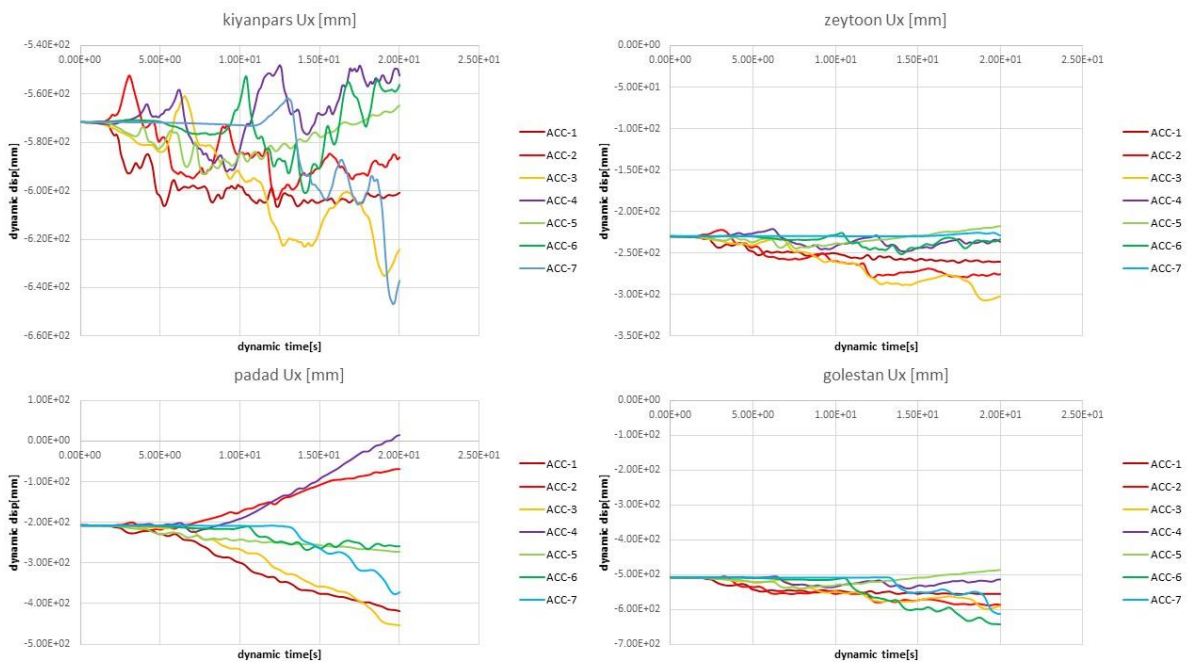 kiyanpars Ux [mm]
-5.40E+02
0.00E+00 5.00E+00 1.00E+01 1.50E+01 2.00E+01 2.50E+01
-5.60E+02
-5.80E+02
-6.00E+02
-6.20E+02
-6.40E+02
-6.60E+02
dynamic disp[mm]
dynamic time[s]
ACC-1
ACC-2
ACC-3
ACC-4
ACC-5
ACC-6
ACC-7
zeytoon Ux [mm]
0.00E+00
0.00E+00 5.00E+00 1.00E+01 1.50E+01 2.00E+01 2.50E+01
-5.00E+01
-1.00E+02
-1.50E+02
-2.00E+02
-2.50E+02
-3.00E+02
-3.50E+02
dynamic disp[mm]
dynamic time[s]
ACC-1
ACC-2
ACC-3
ACC-4
ACC-5
ACC-6
ACC-7
padad Ux [mm]
1.00E+02
0.00E+00
0.00E+00 5.00E+00 1.00E+01 1.50E+01 2.00E+01 2.50E+01
-1.00E+02
-2.00E+02
-3.00E+02
-4.00E+02
-5.00E+02
dynamic disp[mm]
dynamic time[s]
ACC-1
ACC-2
ACC-3
ACC-4
ACC-5
ACC-6
ACC-7
golestan Ux [mm]
0.00E+00
0.00E+00 5.00E+00 1.00E+01 1.50E+01 2.00E+01 2.50E+01
-1.00E+02
-2.00E+02
-3.00E+02
-4.00E+02
-5.00E+02
-6.00E+02
-7.00E+02
dynamic disp[mm]
dynamic time[s]
ACC-1
ACC-2
ACC-3
ACC-4
ACC-5
ACC-6
ACC-7